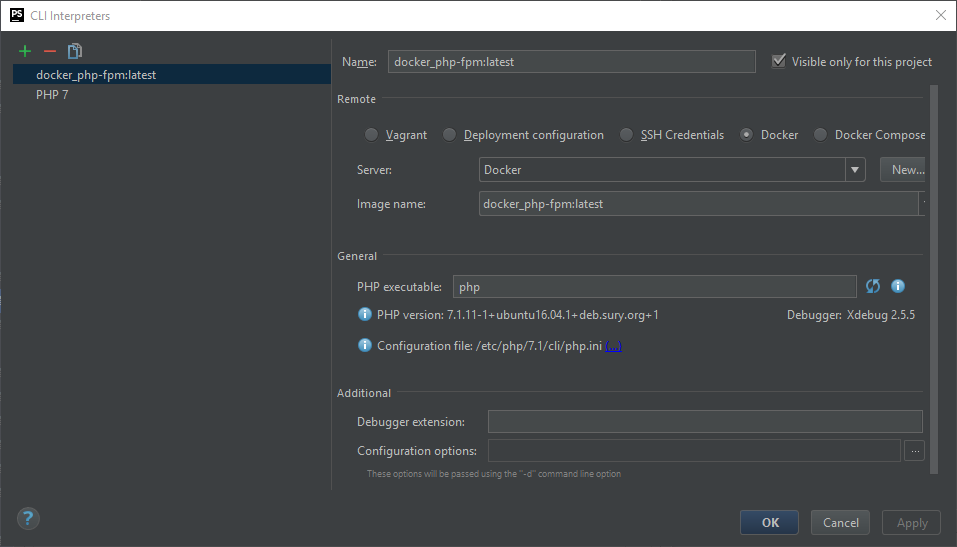 PS CLI Interpreters
docker_php-fpm:latest
PHP 7
Name: docker_php-fpm:latest Visible only for this project
Remote
Vagrant Deployment configuration SSH Credentials Docker Docker Compose
Server: Docker New...
Image name: docker_php-fpm:latest
General
PHP executable: php
PHP version: 7.1.11-1+ubuntu16.04.1+deb.sury.org+1 Debugger: Xdebug 2.5.5
Configuration file: /etc/php/7.1/cli/php.ini (...)
Additional
Debugger extension:
Configuration options: ...
These options will be passed using the "-d" command line option
? OK Cancel Apply